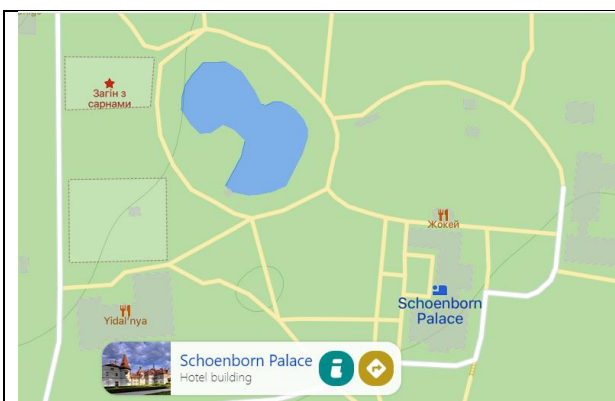 Загін з
сарнами
Жокей
Schoenborn
Palace
Yidal'nya
Schoenborn Palace
Hotel building